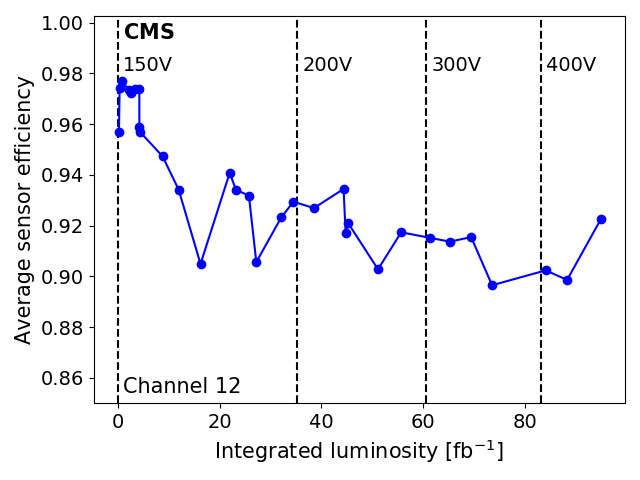 CMS
150V
200V
300V
400V
1.00
0.98
0.96
0.94
0.92
0.90
0.88
0.86
Average sensor efficiency
Channel 12
0
20
40
60
80
Integrated luminosity [fb⁻¹]